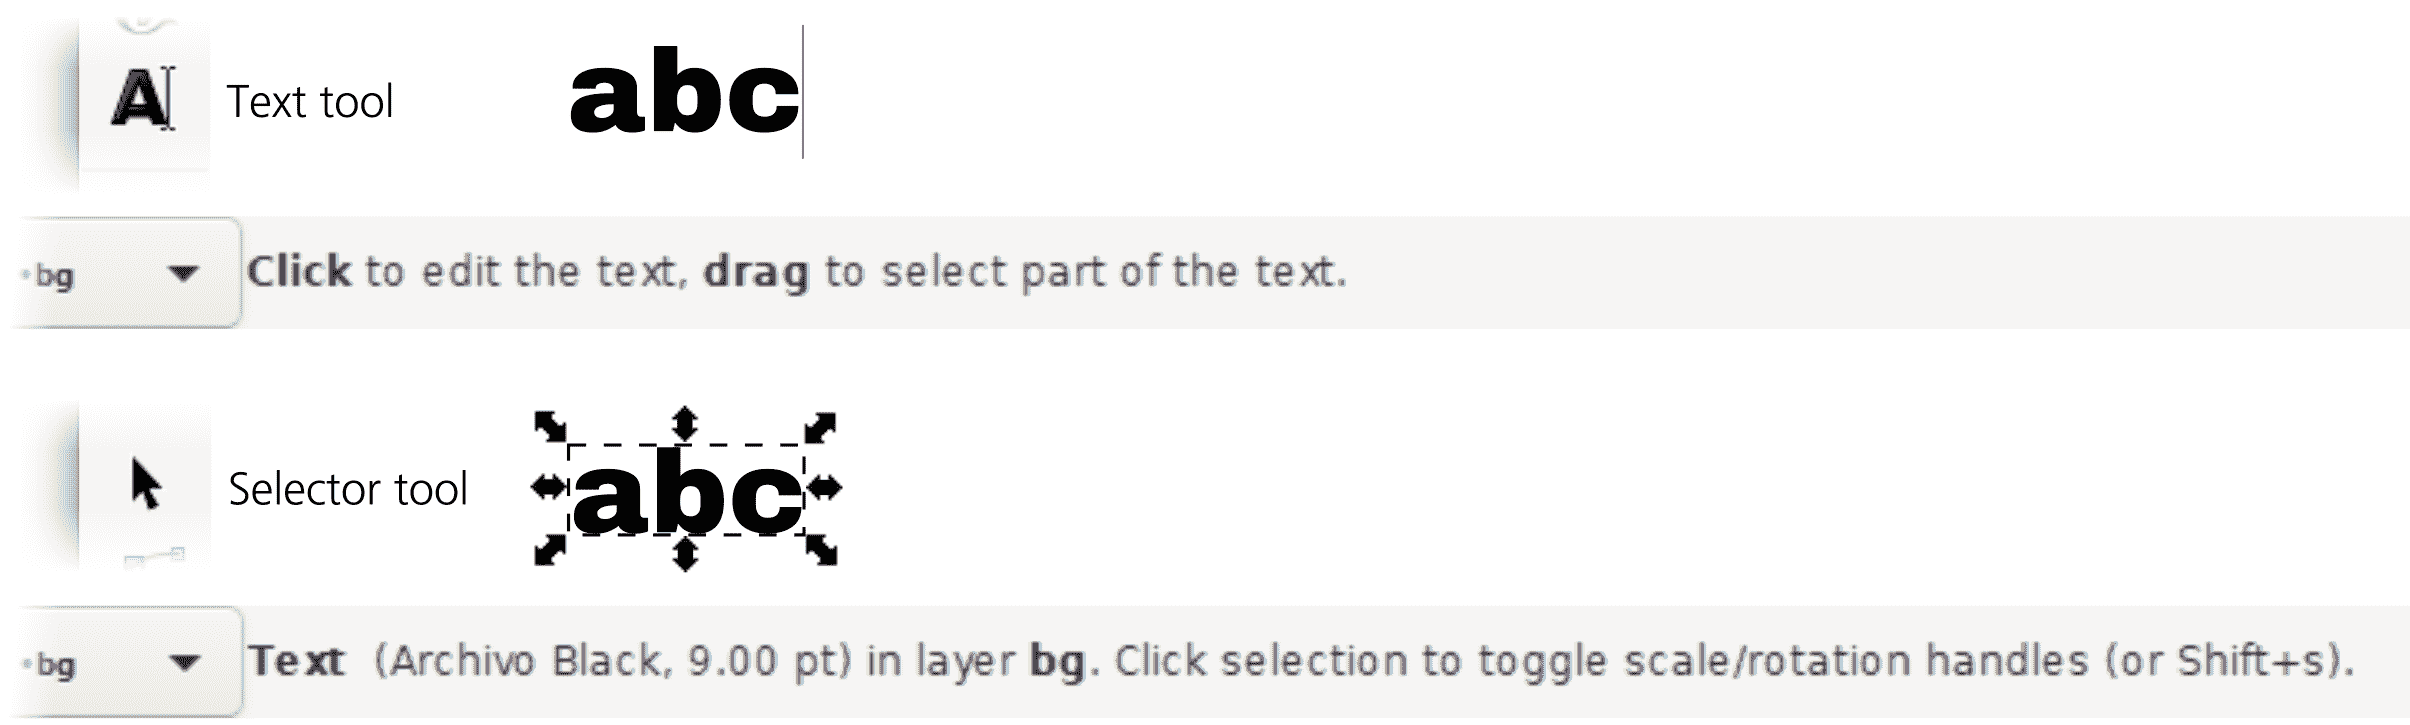 A
Text tool
abc
bg
Click to edit the text, drag to select part of the text.
Selector tool
abc
bg
Text (Archivo Black, 9.00 pt) in layer bg. Click selection to toggle scale/rotation handles (or Shift+s).